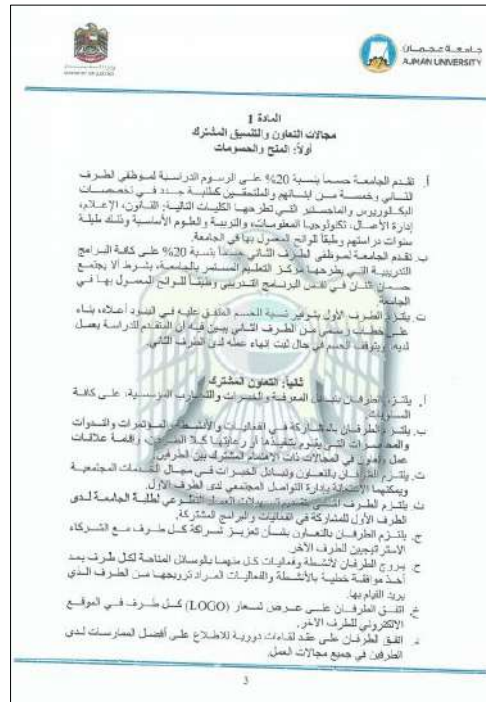 جامعة عجمان
AJMAN UNIVERSITY
المادة 1
مجالات التعاون والتنسيق المشترك
أولاً: المنح والخصومات
أ. تقدم الجامعة خصماً بنسبة 20% على الرسوم الدراسية لموظفي الطرف
الثاني وخمسة من أبنائهم والملتحقين كطلبة جدد في تخصصات
البكالوريوس والماجستير التي تطرحها الكليات التالية: القانون، الإعلام،
إدارة الأعمال، تكنولوجيا المعلومات، والتربية والعلوم الأساسية وذلك طيلة
سنوات دراستهم وطبقاً للوائح المعمول بها في الجامعة.
ب. تقدم الجامعة لموظفي الطرف الثاني خصماً بنسبة 20% على كافة البرامج
التدريبية التي يطرحها مركز التعليم المستمر بالجامعة، بشرط ألا يجتمع
خصمان في نفس البرنامج التدريبي وطبقاً للوائح المعمول بها في
الجامعة.
ت. يلتزم الطرف الأول بتوفير نسبة الخصم المتفق عليه في البنود أعلاه، بناء
على خطاب رسمي من الطرف الثاني يبين فيه أن المتقدم للدراسة يعمل
لديه، ويتوقف الخصم في حال ثبت إنهاء عمله لدى الطرف الثاني.
ثانياً: التعاون المشترك
أ. يلتزم الطرفان بتبادل المعرفة والخبرات والتجارب المؤسسية، على كافة
المستويات.
ب. يلتزم الطرفان بالمشاركة في الفعاليات والأنشطة والمؤتمرات والندوات
والمحاضرات التي يقوم بتنفيذها أو رعايتها كلا، وإقامة علاقات
عمل وتعاون في المجالات ذات الاهتمام المشترك بين الطرفين.
ت. يلتزم الطرفان بالتعاون وتبادل الخبرات في مجال الخدمات المجتمعية
ويمكنهما الاستعانة بإدارة التواصل المجتمعي لدى الطرف الأول.
ث. يلتزم الطرف الثاني بتقديم تسهيلات العمل التطوعي لطلبة الجامعة لدى
الطرف الأول للمشاركة في الفعاليات والبرامج المشتركة.
ج. يلتزم الطرفان بالتعاون بشأن تعزيز شراكة كل طرف مع الشركاء
الاستراتيجيين للطرف الآخر.
ح. يروج الطرفان لأنشطة وفعاليات كل منهما بالوسائل المتاحة لكل طرف بعد
أخذ موافقة خطية بالأنشطة والفعاليات المراد ترويجها من الطرف الذي
يريد القيام بها.
خ. اتفق الطرفان على عرض شعار (LOGO) كل طرف في الموقع
الالكتروني للطرف الآخر.
د. اتفق الطرفان على عقد لقاءات دورية للاطلاع على أفضل الممارسات لدى
الطرفين في جميع مجالات العمل.
3